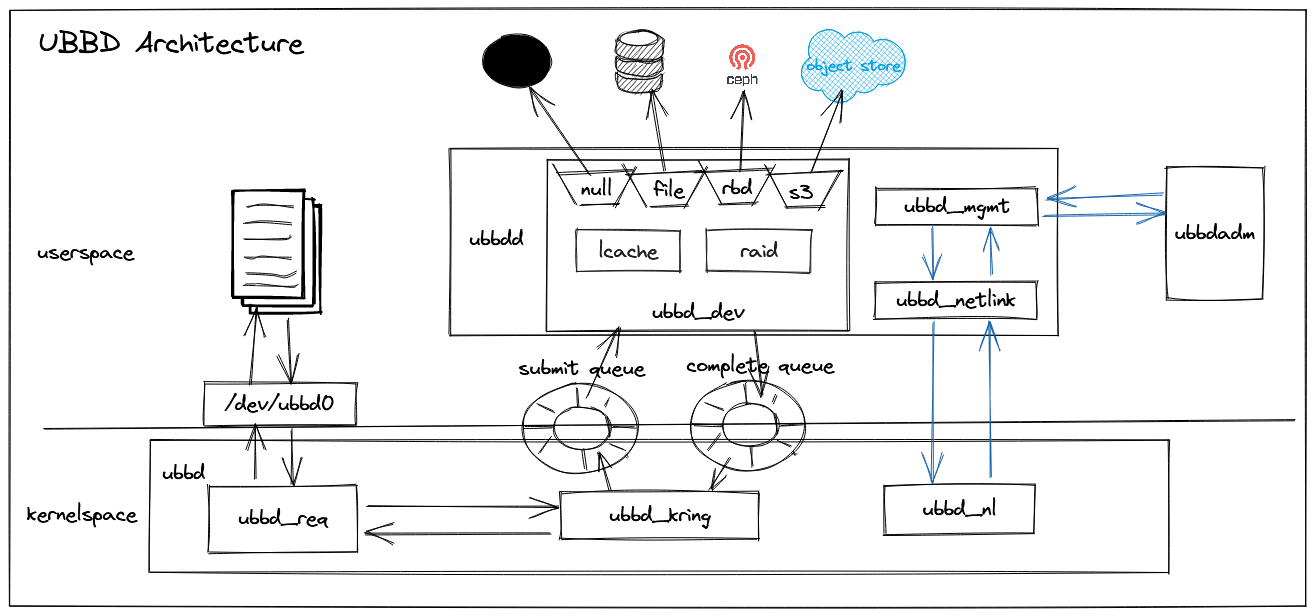 UBBD Architecture
ceph
object store
null
file
rbd
s3
ubbd_mgmt
ubbdd
lcache
raid
ubbdadm
userspace
ubbd_netlink
ubbd_dev
submit queue
complete queue
/dev/ubbd0
ubbd
kernelspace
ubbd_req
ubbd_kring
ubbd_nl